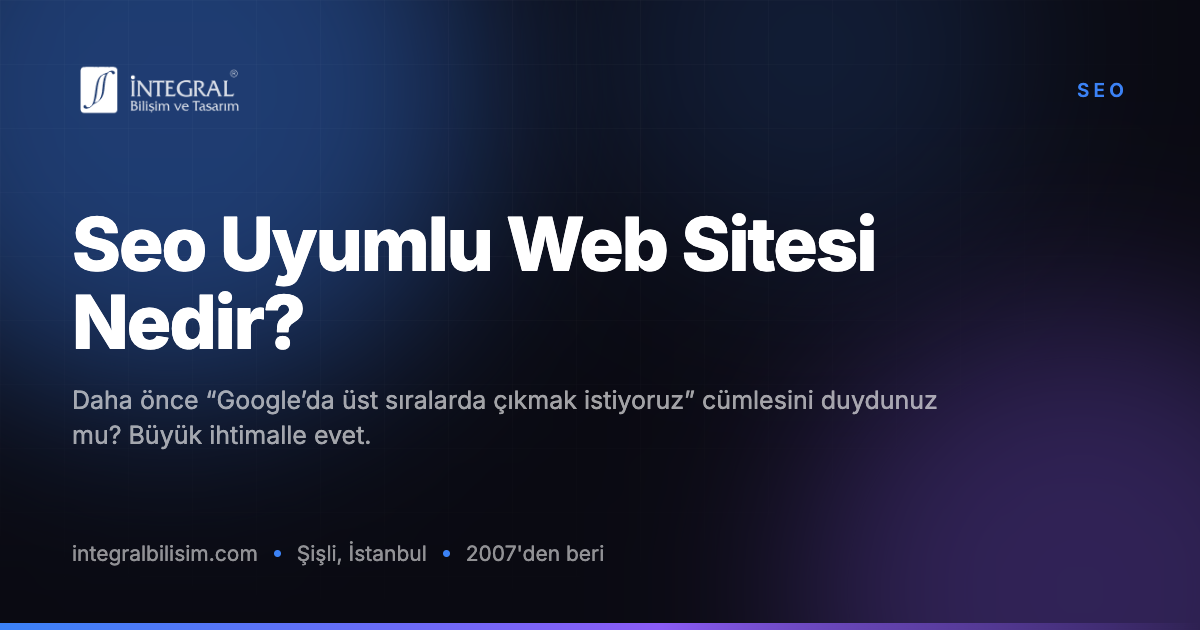 İNTEGRAL®
Bilişim ve Tasarım
SEO
Seo Uyumlu Web Sitesi
Nedir?
Daha önce “Google’da üst sıralarda çıkmak istiyoruz” cümlesini duydunuz
mu? Büyük ihtimalle evet.
integralbilisim.com • Şişli, İstanbul • 2007'den beri